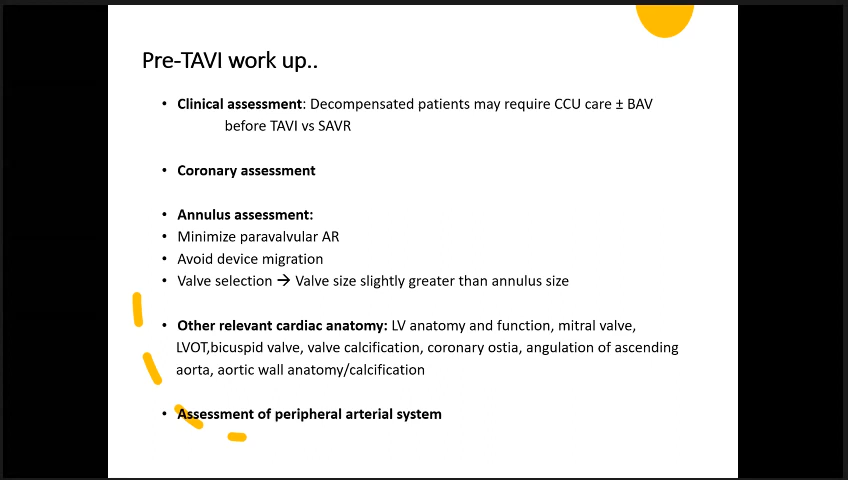 Pre-TAVI work up..
• Clinical assessment: Decompensated patients may require CCU care ± BAV
before TAVI vs SAVR
• Coronary assessment
• Annulus assessment:
• Minimize paravalvular AR
• Avoid device migration
• Valve selection → Valve size slightly greater than annulus size
• Other relevant cardiac anatomy: LV anatomy and function, mitral valve,
LVOT,bicuspid valve, valve calcification, coronary ostia, angulation of ascending
aorta, aortic wall anatomy/calcification
• Assessment of peripheral arterial system